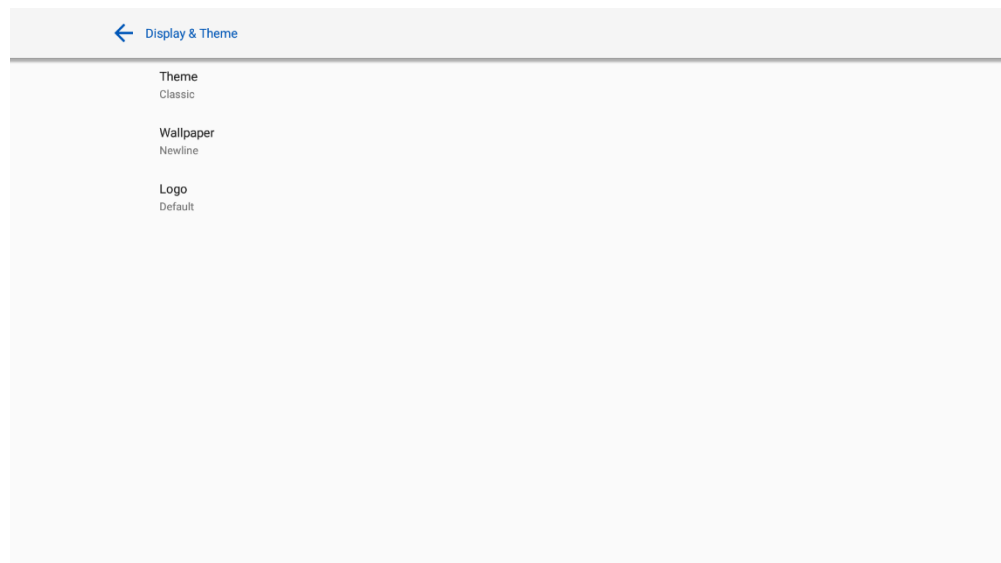 Display & Theme
Theme
Classic
Wallpaper
Newline
Logo
Default